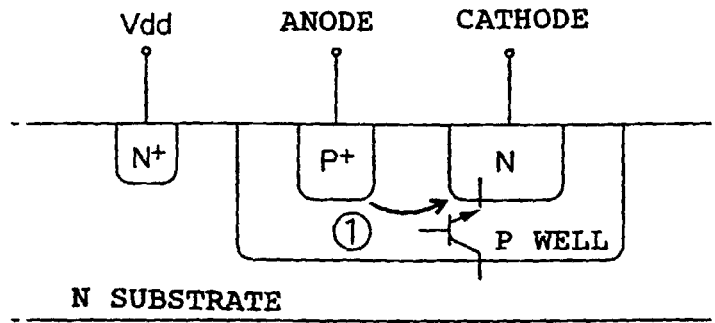 Vdd ANODE CATHODE
N+ P+ N
① P WELL
N SUBSTRATE